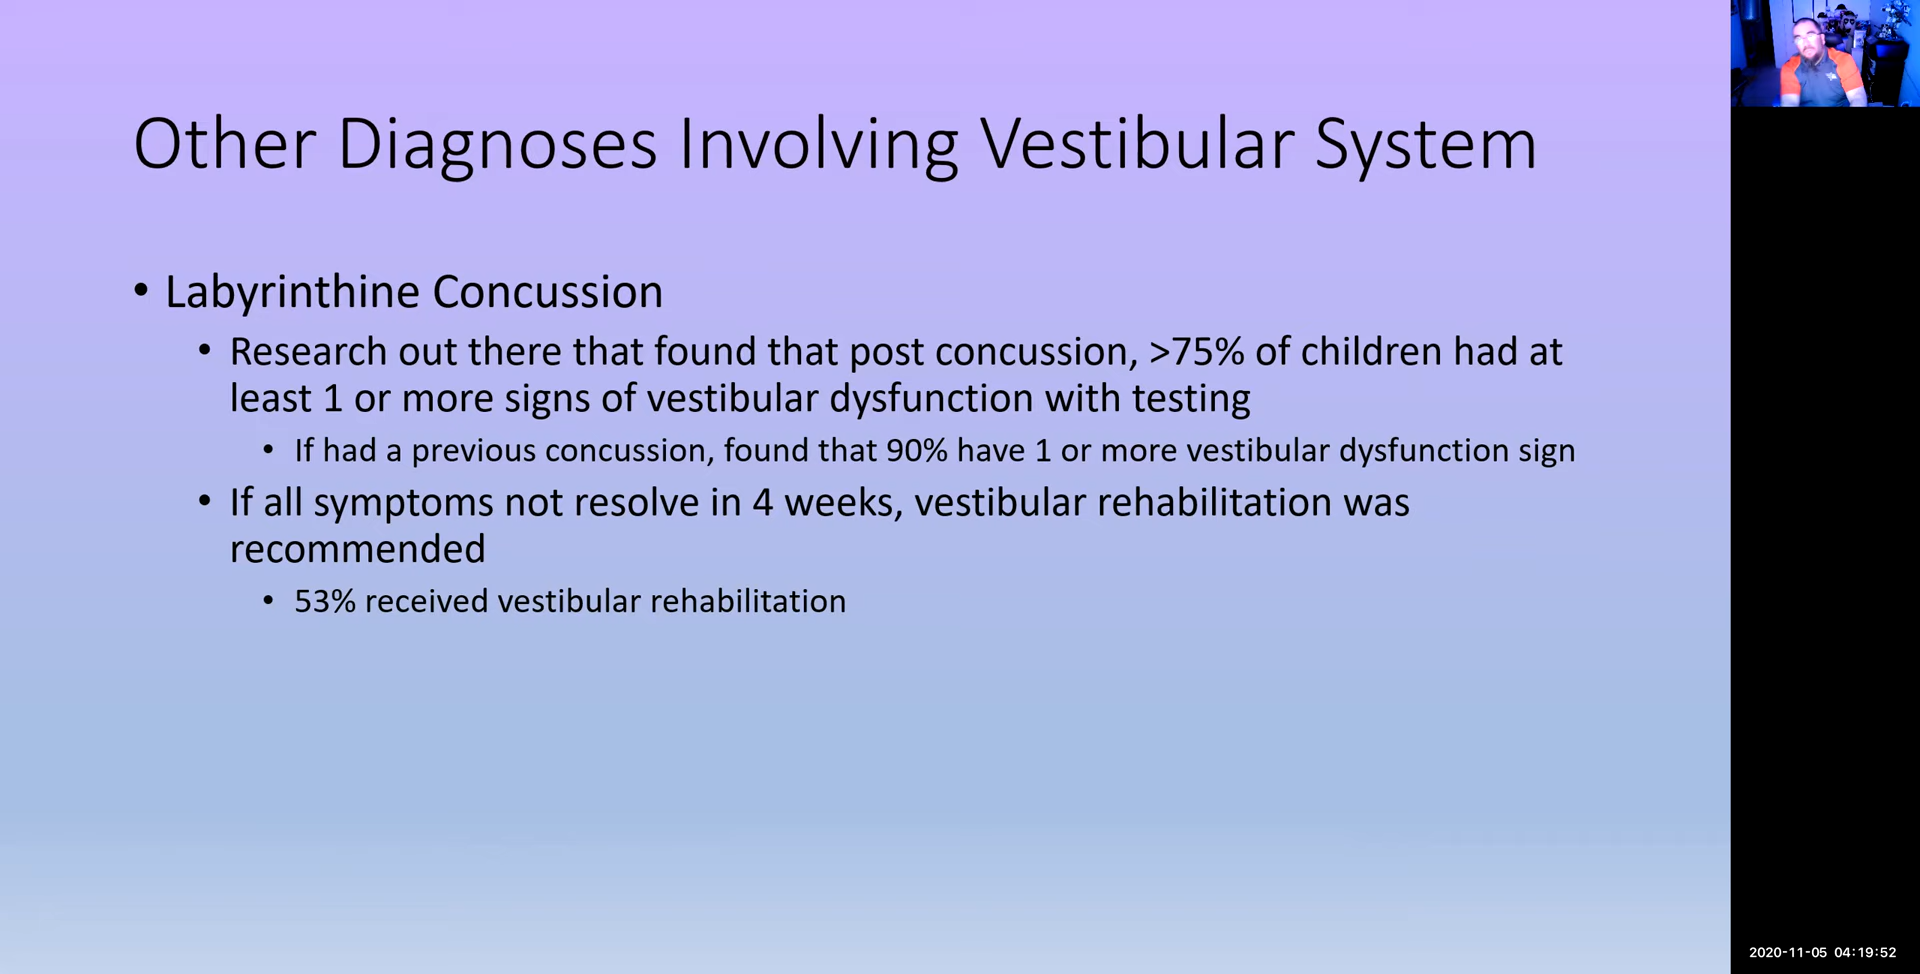 Other Diagnoses Involving Vestibular System
• Labyrinthine Concussion
• Research out there that found that post concussion, >75% of children had at
least 1 or more signs of vestibular dysfunction with testing
• If had a previous concussion, found that 90% have 1 or more vestibular dysfunction sign
• If all symptoms not resolve in 4 weeks, vestibular rehabilitation was
recommended
• 53% received vestibular rehabilitation
2020-11-05 04:19:52